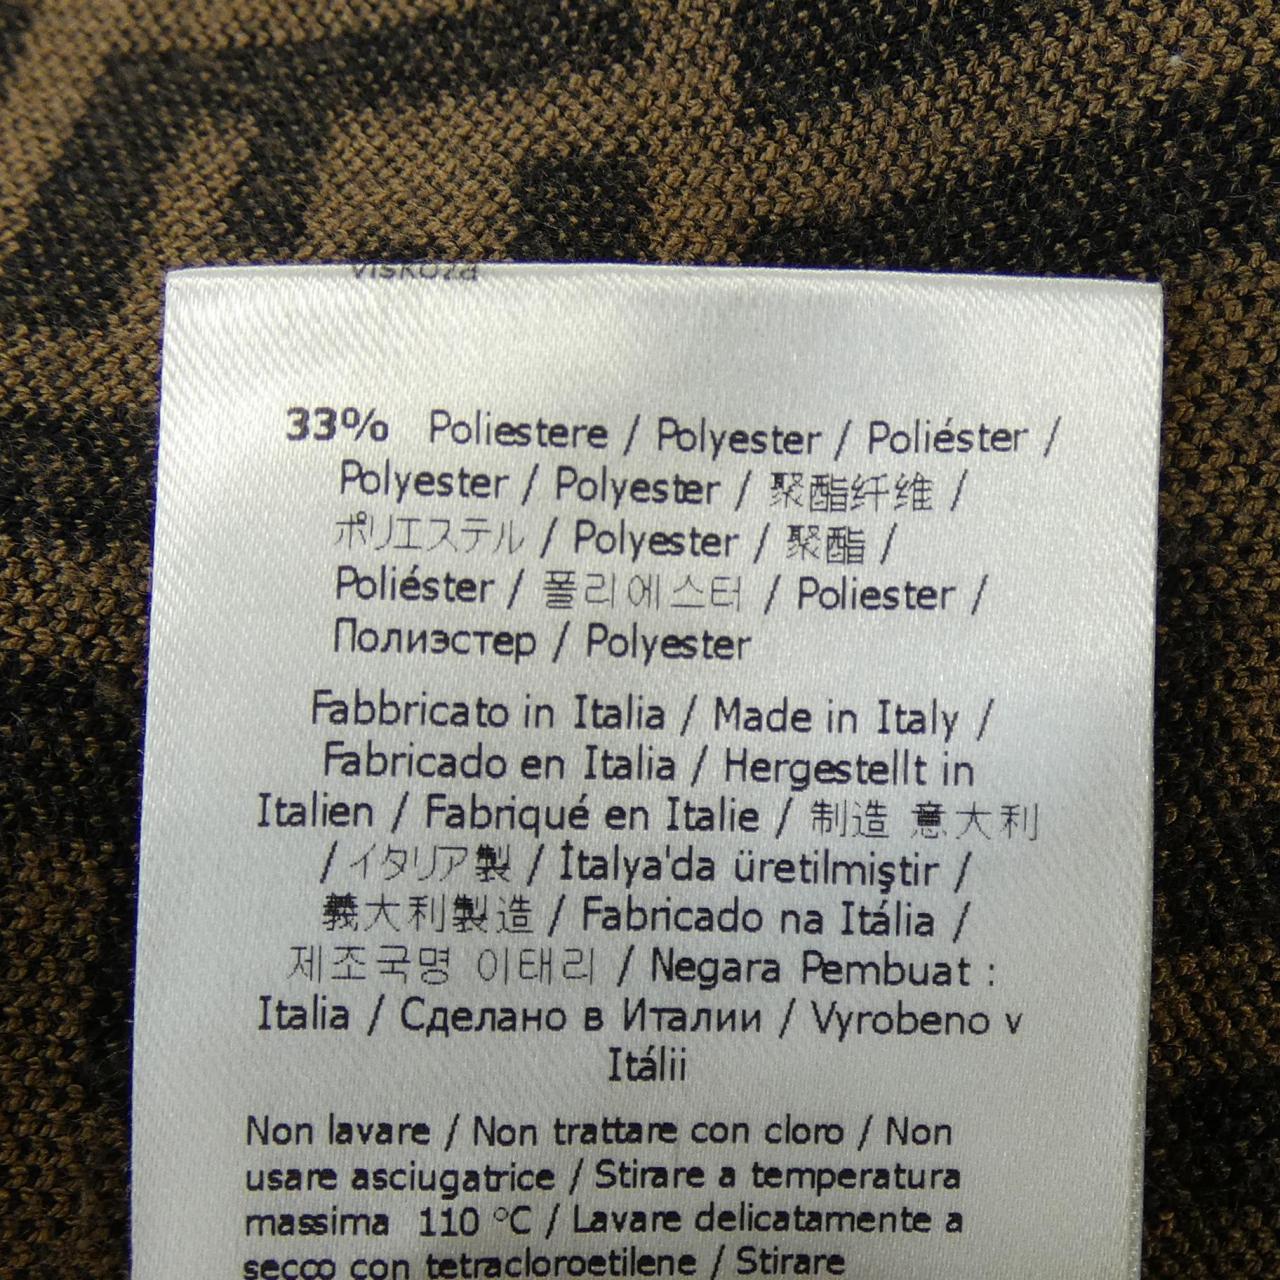 viskoza
33% Poliestere / Polyester / Poliéster /
Polyester / Polyester / 聚酯纤维 /
ポリエステル / Polyester / 聚酯 /
Poliéster / 폴리에스터 / Poliester /
Полиэстер / Polyester
Fabbricato in Italia / Made in Italy /
Fabricado en Italia / Hergestellt in
Italien / Fabriqué en Italie / 制造 意大利
/ イタリア製 / İtalya'da üretilmiştir /
義大利製造 / Fabricado na Itália /
제조국명 이태리 / Negara Pembuat :
Italia / Сделано в Италии / Vyrobeno v
Itálii
Non lavare / Non trattare con cloro / Non
usare asciugatrice / Stirare a temperatura
massima 110 °C / Lavare delicatamente a
secco con tetracloroetilene / Stirare